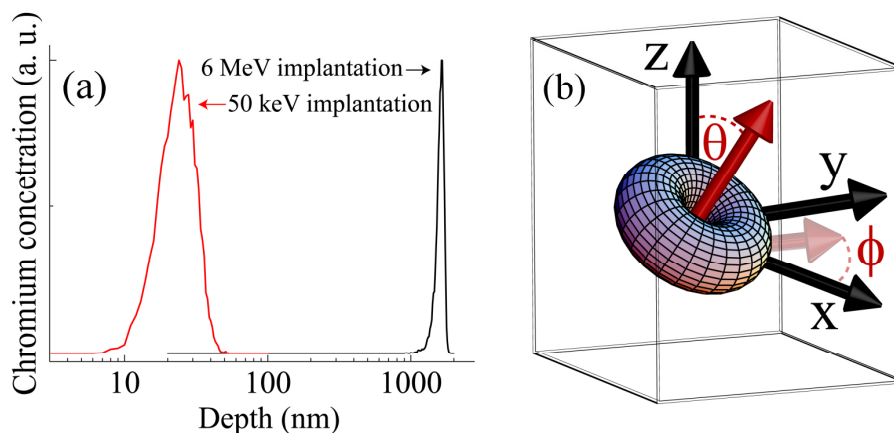 Chromium concetration (a. u.)
(a)
6 MeV implantation
50 keV implantation
10
100
1000
Depth (nm)
(b)
z
θ
y
ϕ
x